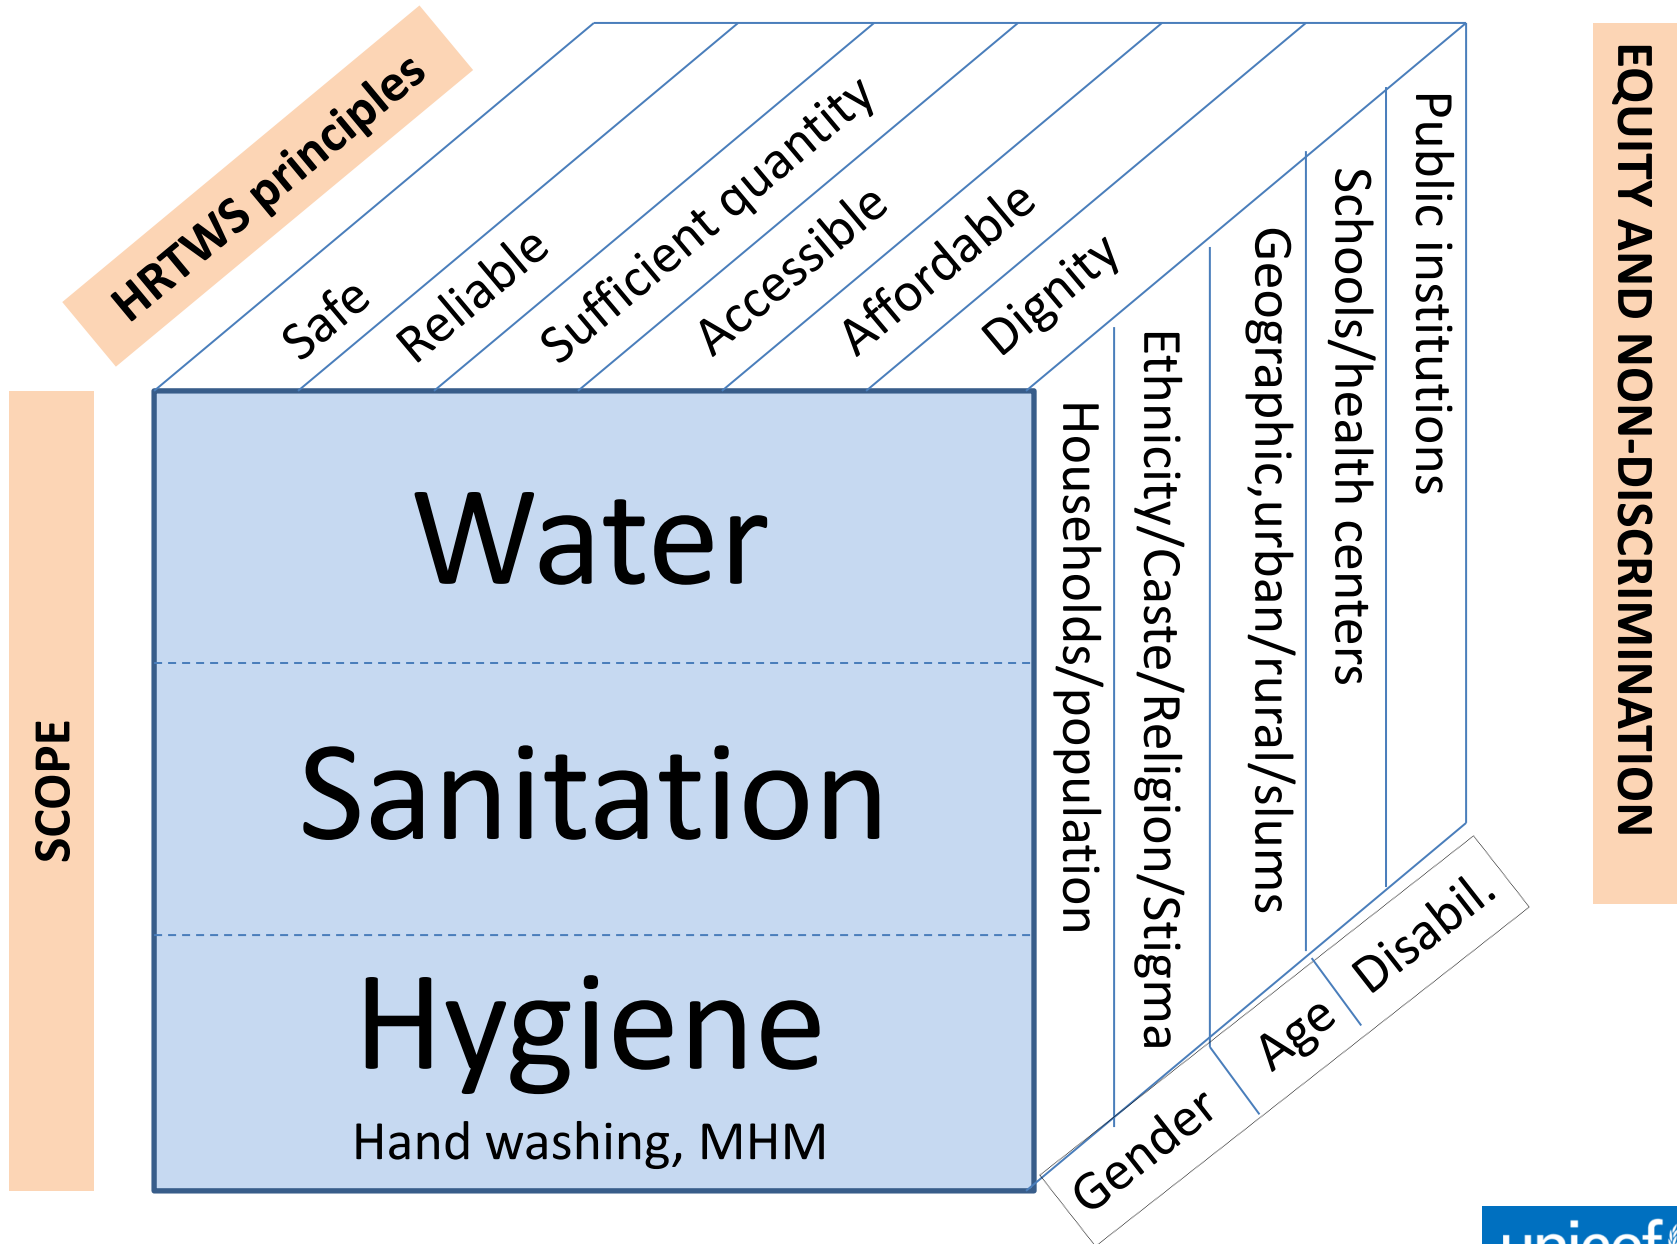 HRTWS principles
Safe
Reliable
Sufficient quantity
Accessible
Affordable
Dignity
SCOPE
Water
Sanitation
Hygiene
Hand washing, MHM
Households/population
Ethnicity/Caste/Religion/Stigma
Geographic,urban/rural/slums
Schools/health centers
Public institutions
Gender
Age
Disabil.
EQUITY AND NON-DISCRIMINATION
unicef